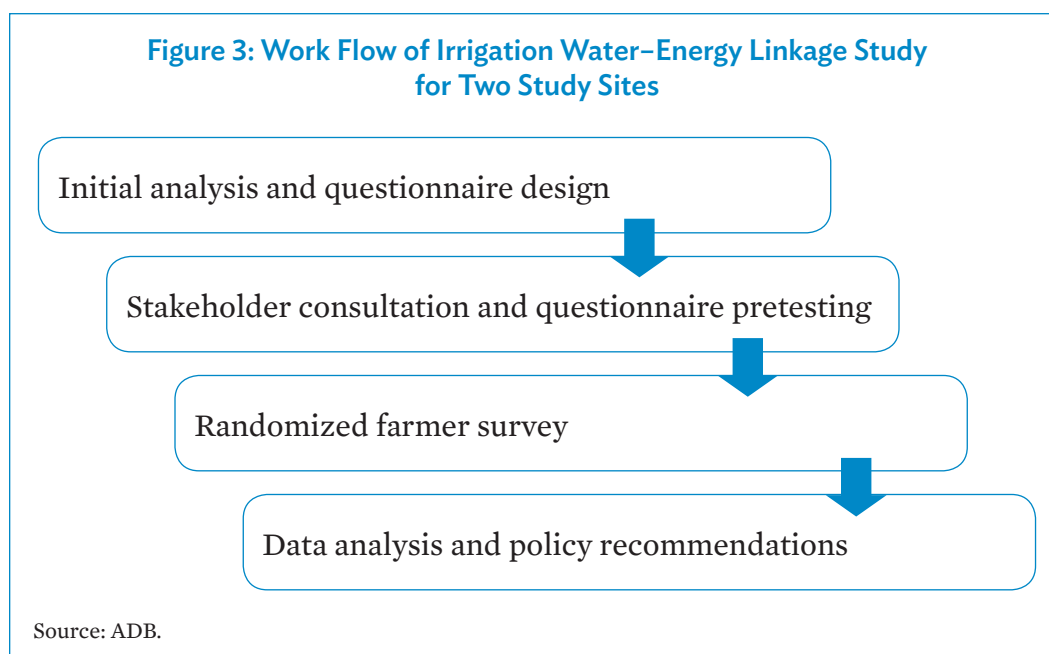 Figure 3: Work Flow of Irrigation Water–Energy Linkage Study
for Two Study Sites
Initial analysis and questionnaire design
Stakeholder consultation and questionnaire pretesting
Randomized farmer survey
Data analysis and policy recommendations
Source: ADB.